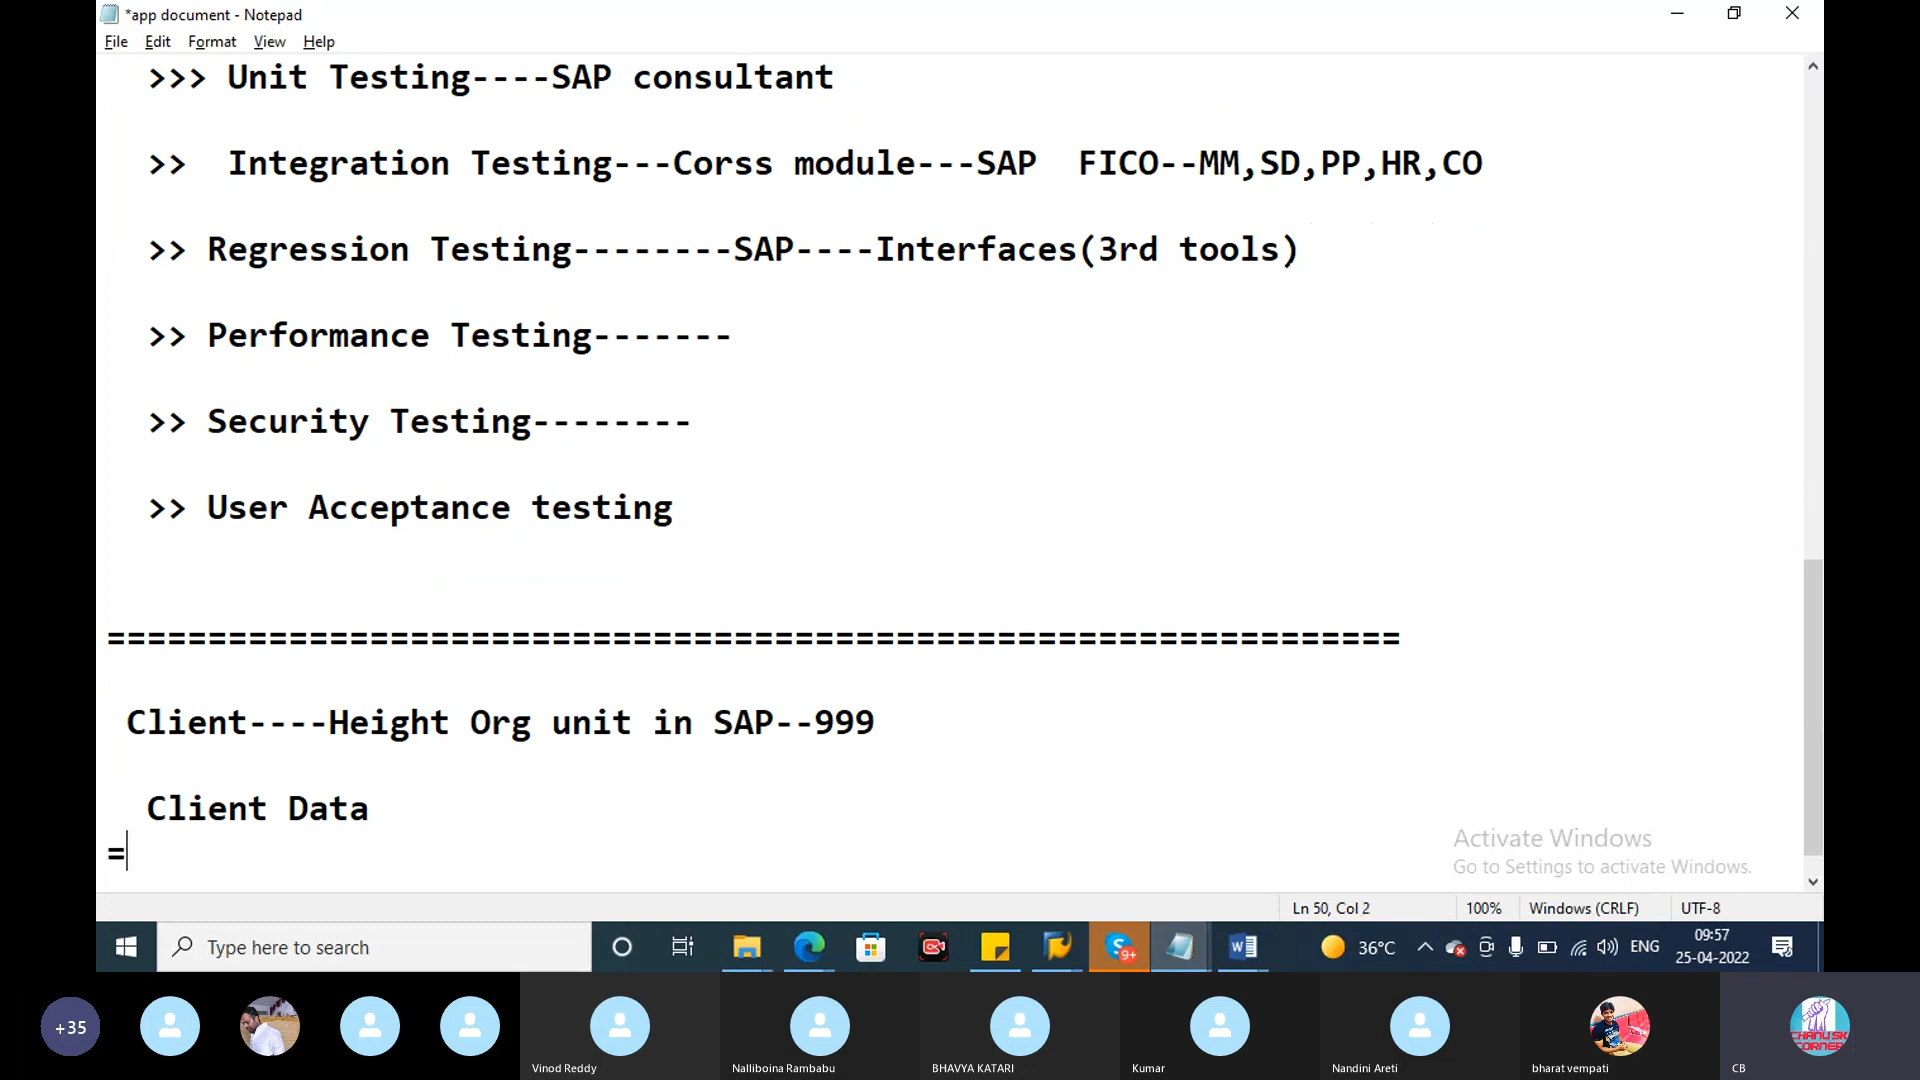 *app document - Notepad
File Edit Format View Help
>>> Unit Testing----SAP consultant
>>  Integration Testing---Corss module---SAP  FICO--MM,SD,PP,HR,CO
>> Regression Testing--------SAP----Interfaces(3rd tools)
>> Performance Testing-------
>> Security Testing--------
>> User Acceptance testing
================================================================
Client----Height Org unit in SAP--999
Client Data
=
Activate Windows
Go to Settings to activate Windows.
Ln 50, Col 2 100% Windows (CRLF) UTF-8
Type here to search
9+
36°C ENG
09:57
25-04-2022
+35
CHANU SK
CORNER
Vinod Reddy Nalliboina Rambabu BHAVYA KATARI Kumar Nandini Areti bharat vempati CB